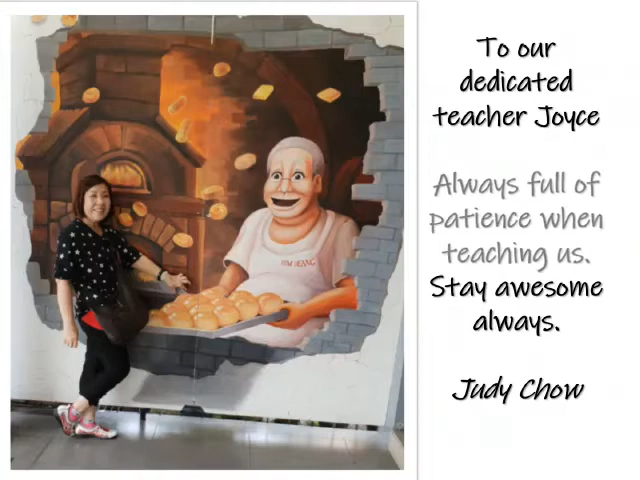 To our
dedicated
teacher Joyce
Always full of
patience when
teaching us.
Stay awesome
always.
Judy Chow